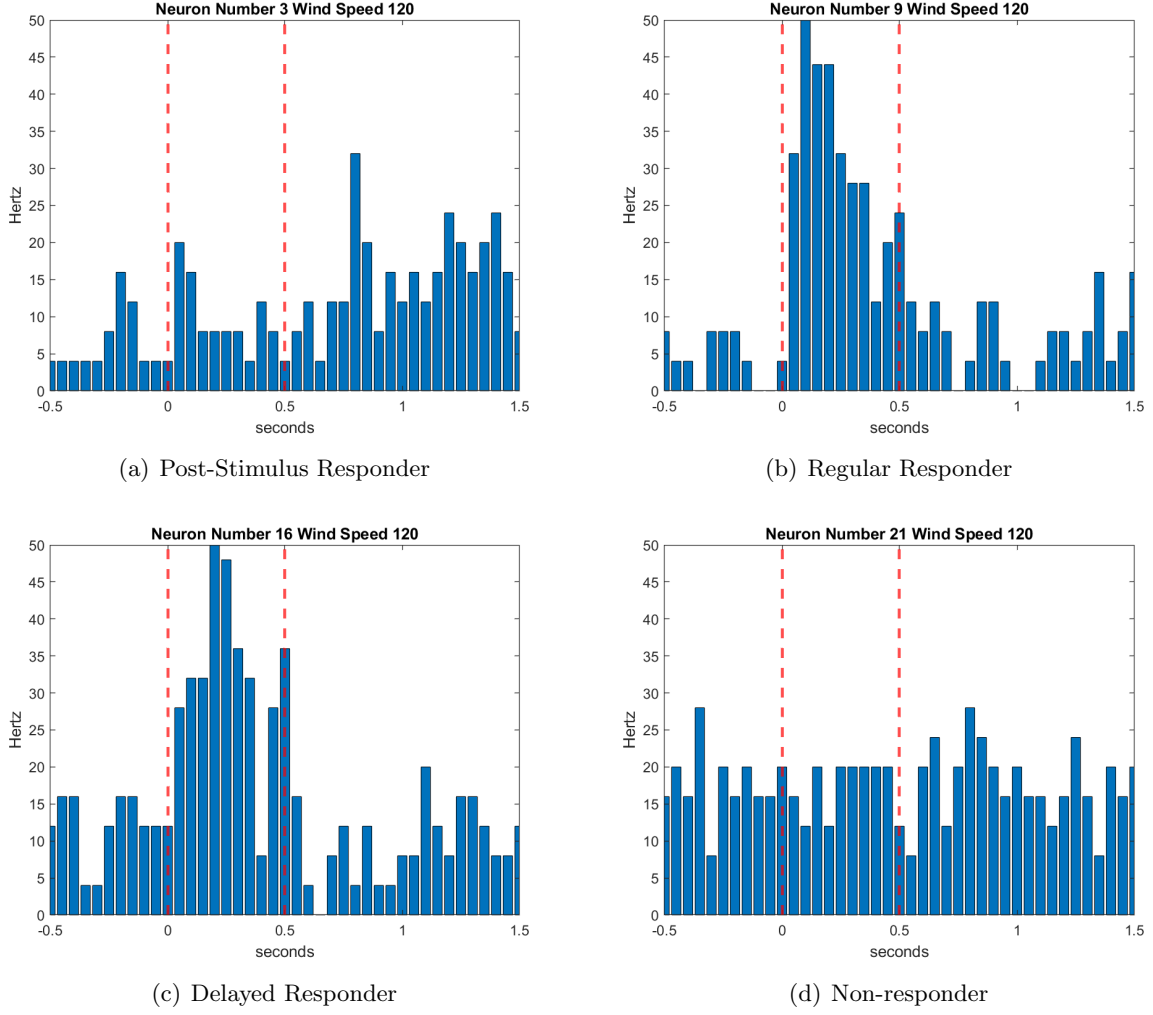 Neuron Number 3 Wind Speed 120
50
45
40
35
30
25
20
15
10
5
0
Hertz
-0.5 0 0.5 1 1.5
seconds
(a) Post-Stimulus Responder
Neuron Number 9 Wind Speed 120
50
45
40
35
30
25
20
15
10
5
0
Hertz
-0.5 0 0.5 1 1.5
seconds
(b) Regular Responder
Neuron Number 16 Wind Speed 120
50
45
40
35
30
25
20
15
10
5
0
Hertz
-0.5 0 0.5 1 1.5
seconds
(c) Delayed Responder
Neuron Number 21 Wind Speed 120
50
45
40
35
30
25
20
15
10
5
0
Hertz
-0.5 0 0.5 1 1.5
seconds
(d) Non-responder